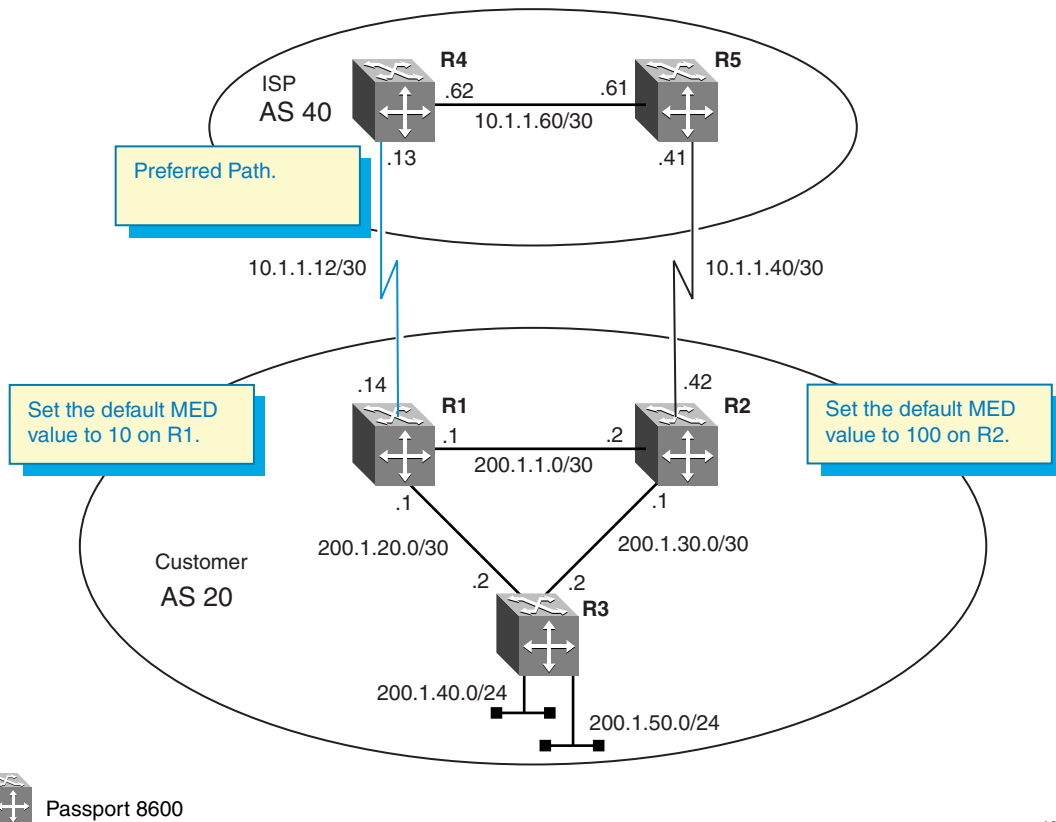 R4
R5
ISP
AS 40
.62
.61
10.1.1.60/30
.13
.41
Preferred Path.
10.1.1.12/30
10.1.1.40/30
.14
.42
Set the default MED
value to 10 on R1.
R1
R2
Set the default MED
value to 100 on R2.
.1
.2
200.1.1.0/30
.1
.1
200.1.20.0/30
200.1.30.0/30
Customer
AS 20
.2
.2
R3
200.1.40.0/24
200.1.50.0/24
Passport 8600